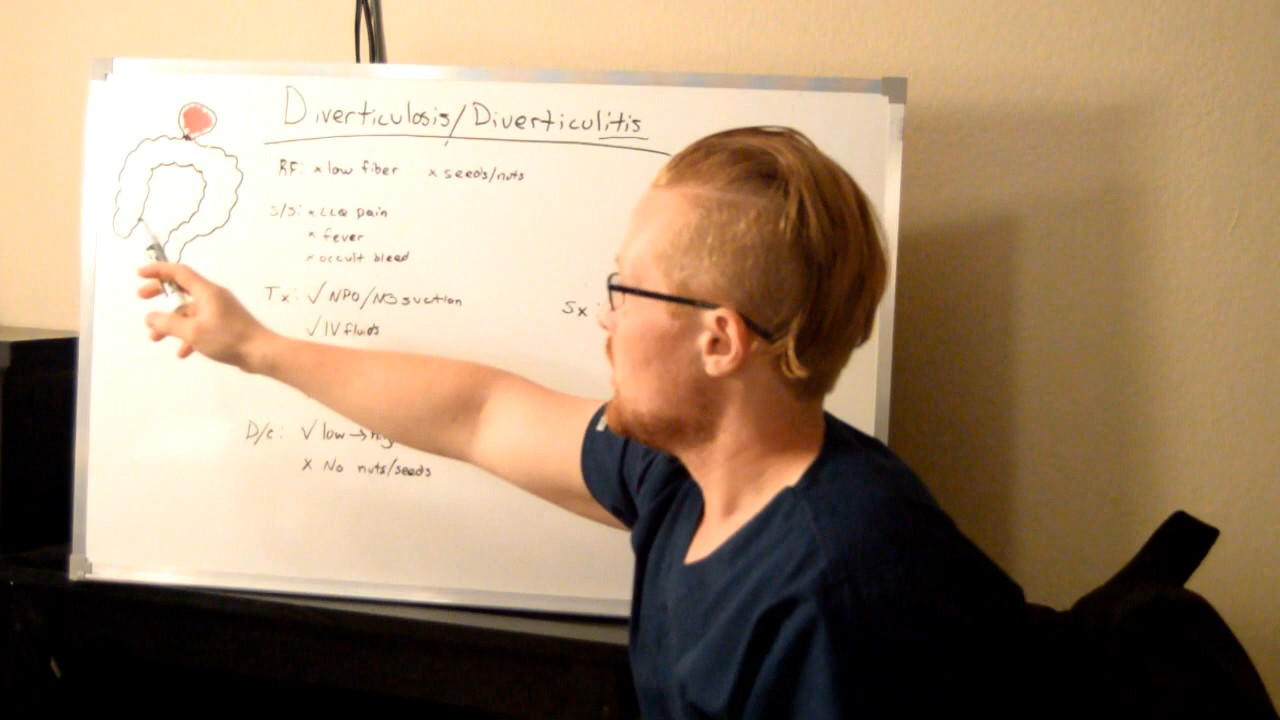 Diverticulosis/Diverticulitis
RF: x low fiber x seeds/nuts
S/S: x LLQ pain
x fever
x occult bleed
Tx: √ NPO/NG suction
√ IV fluids
Sx:
D/C: √ low →
x No nuts/seeds